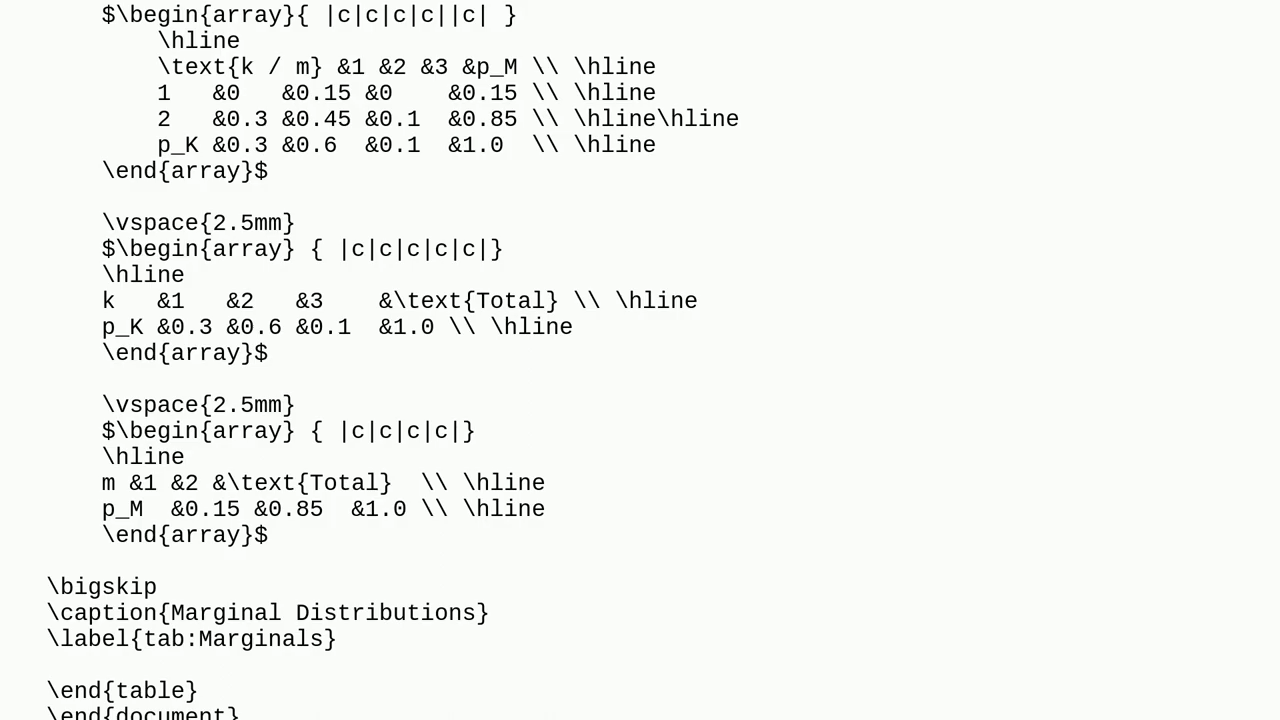 $\begin{array}{ |c|c|c|c||c| }
\hline
\text{k / m} &1 &2 &3 &p_M \\ \hline
1   &0   &0.15 &0    &0.15 \\ \hline
2   &0.3 &0.45 &0.1  &0.85 \\ \hline\hline
p_K &0.3 &0.6  &0.1  &1.0  \\ \hline
\end{array}$
\vspace{2.5mm}
$\begin{array} { |c|c|c|c|c|}
\hline
k   &1   &2   &3    &\text{Total} \\ \hline
p_K &0.3 &0.6 &0.1  &1.0 \\ \hline
\end{array}$
\vspace{2.5mm}
$\begin{array} { |c|c|c|c|}
\hline
m &1 &2 &\text{Total}  \\ \hline
p_M  &0.15 &0.85  &1.0 \\ \hline
\end{array}$
\bigskip
\caption{Marginal Distributions}
\label{tab:Marginals}
\end{table}
\end{document}